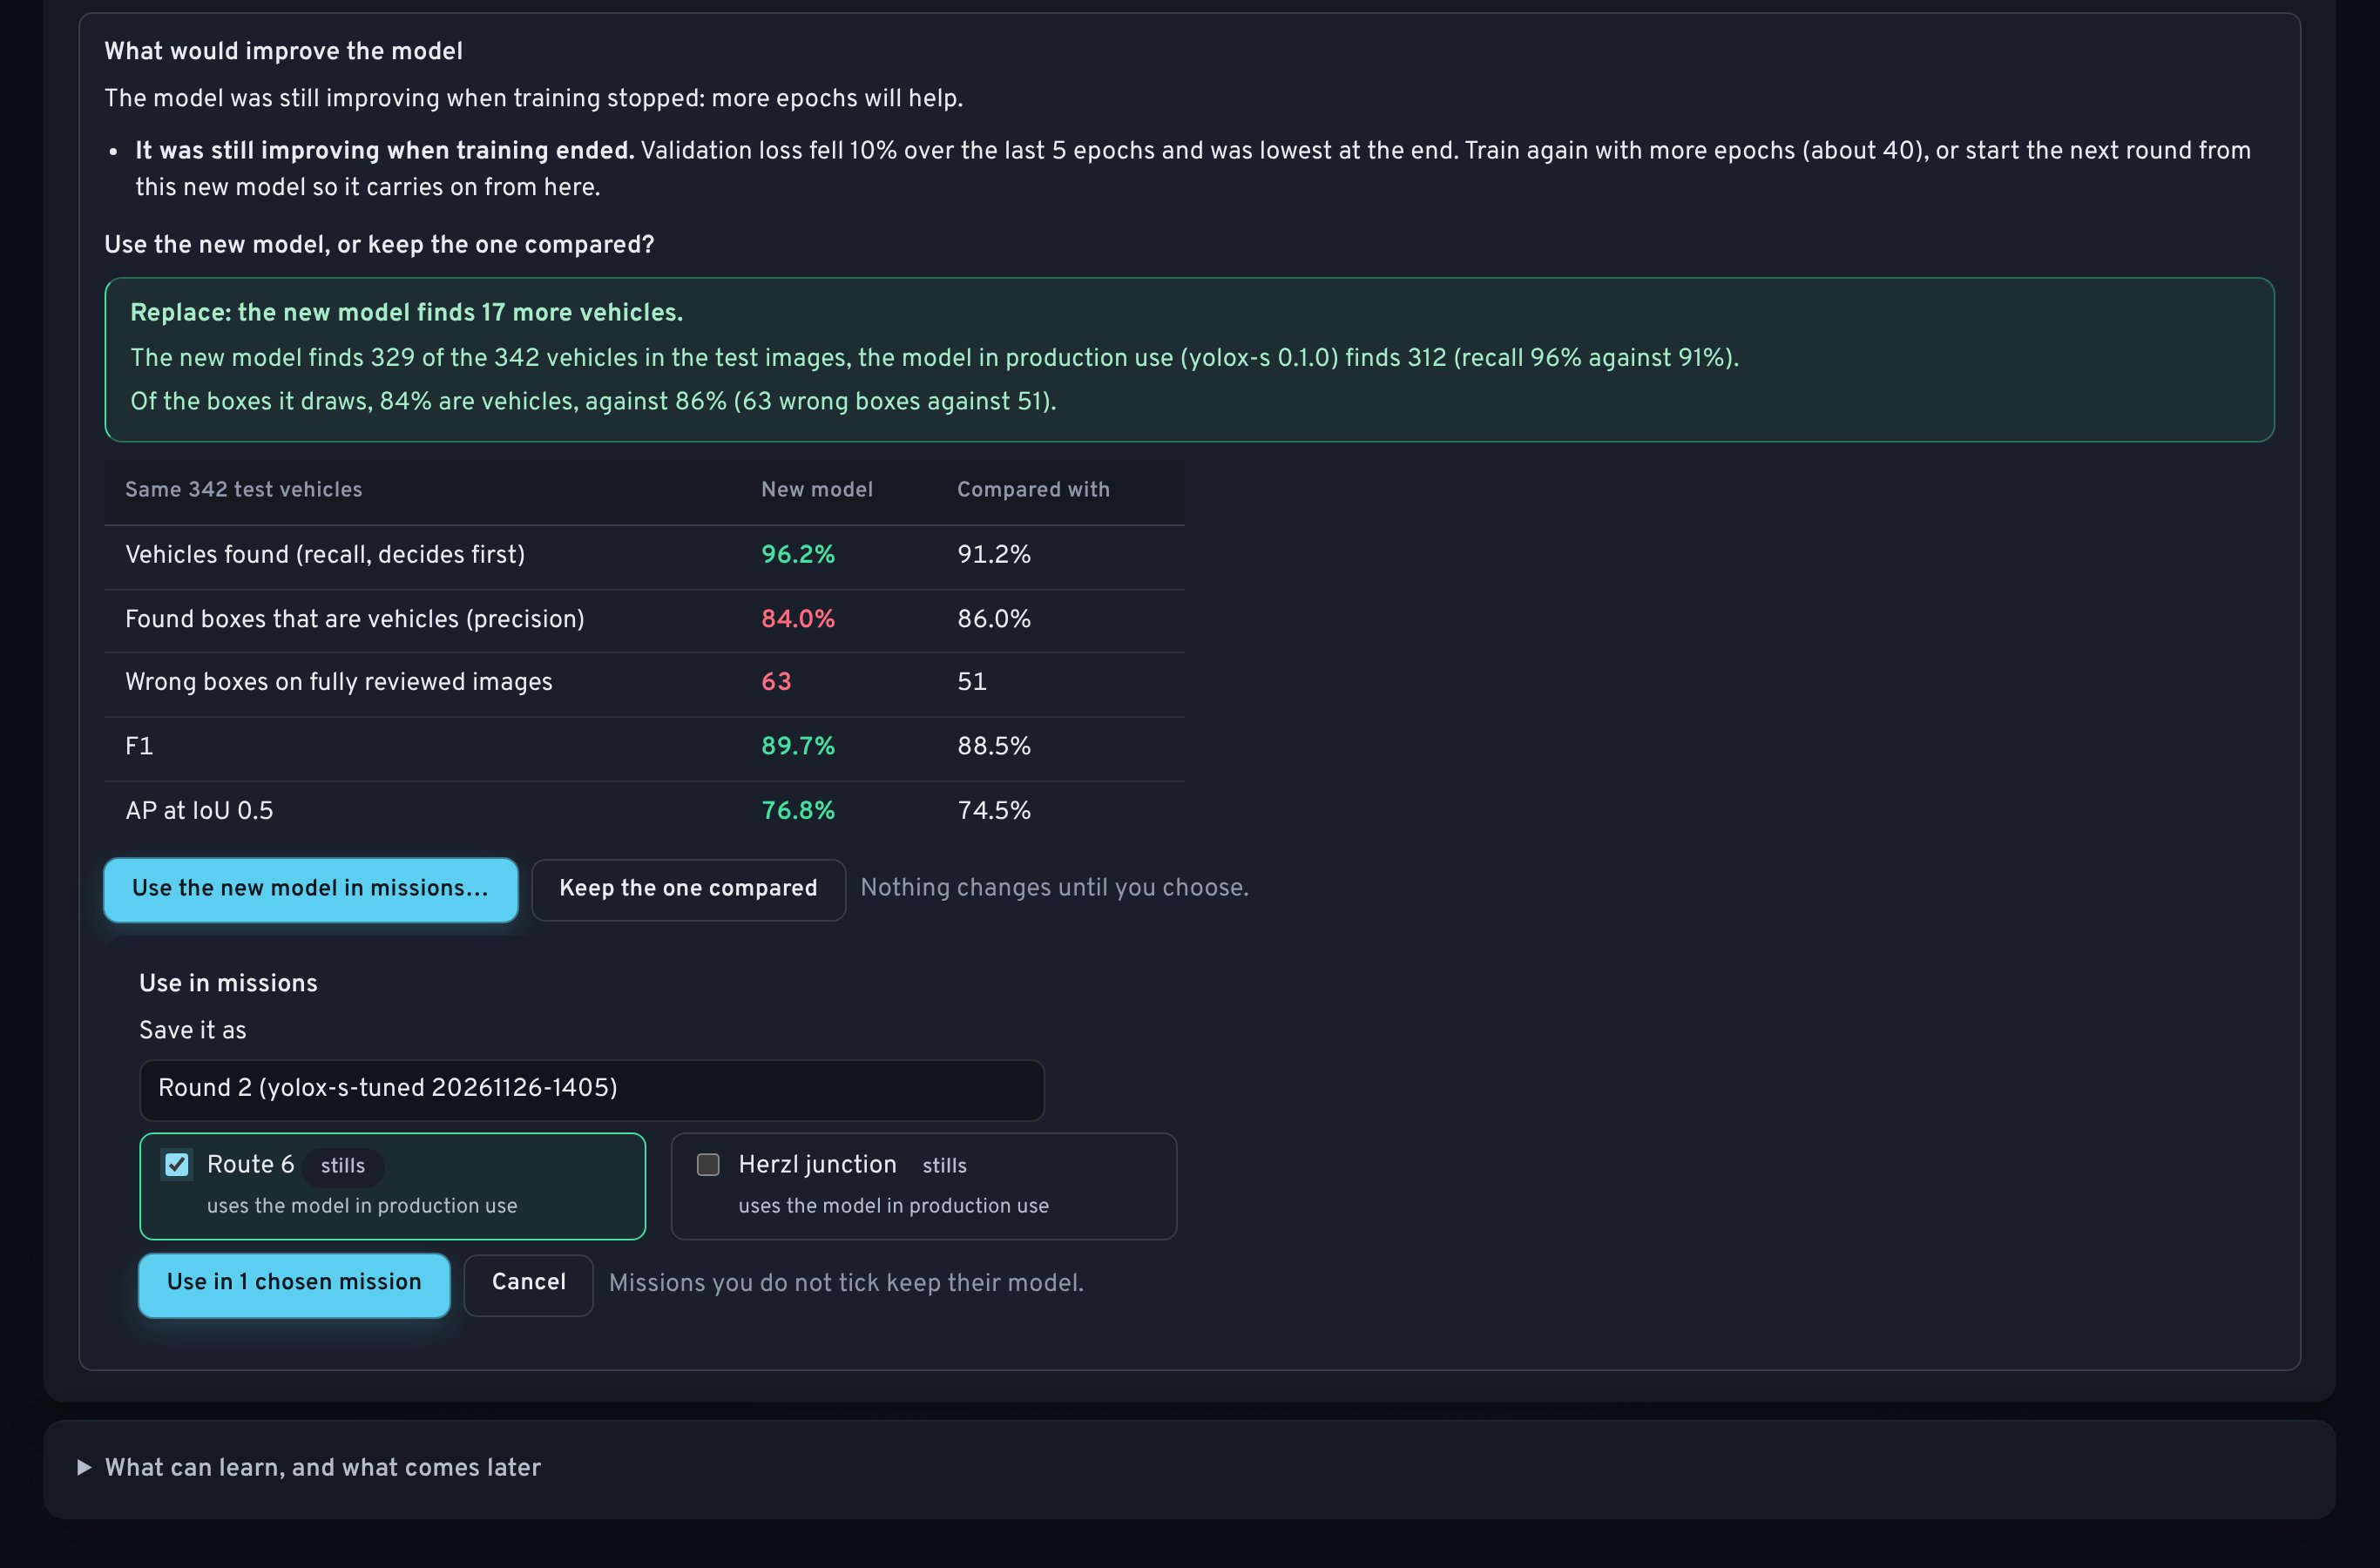 What would improve the model
The model was still improving when training stopped: more epochs will help.
• It was still improving when training ended. Validation loss fell 10% over the last 5 epochs and was lowest at the end. Train again with more epochs (about 40), or start the next round from
this new model so it carries on from here.
Use the new model, or keep the one compared?
Replace: the new model finds 17 more vehicles.
The new model finds 329 of the 342 vehicles in the test images, the model in production use (yolox-s 0.1.0) finds 312 (recall 96% against 91%).
Of the boxes it draws, 84% are vehicles, against 86% (63 wrong boxes against 51).
Same 342 test vehicles New model Compared with
Vehicles found (recall, decides first) 96.2% 91.2%
Found boxes that are vehicles (precision) 84.0% 86.0%
Wrong boxes on fully reviewed images 63 51
F1 89.7% 88.5%
AP at IoU 0.5 76.8% 74.5%
Use the new model in missions... Keep the one compared Nothing changes until you choose.
Use in missions
Save it as
Round 2 (yolox-s-tuned 20261126-1405)
Route 6 stills Herzl junction stills
uses the model in production use uses the model in production use
Use in 1 chosen mission Cancel Missions you do not tick keep their model.
What can learn, and what comes later